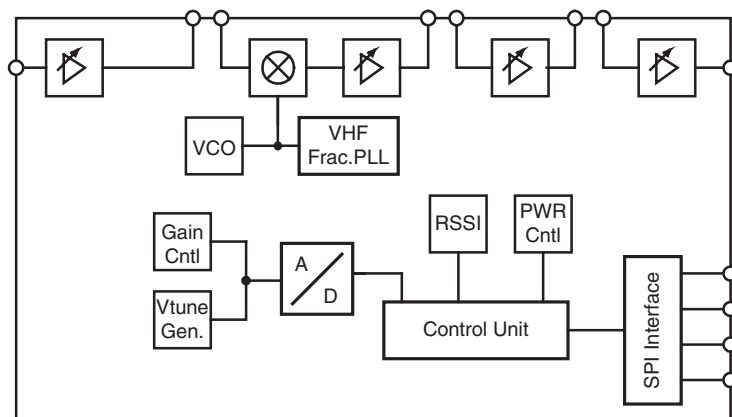 VCO
VHF
Frac.PLL
Gain
Cntl
Vtune
Gen.
A
D
RSSI
PWR
Cntl
Control Unit
SPI Interface